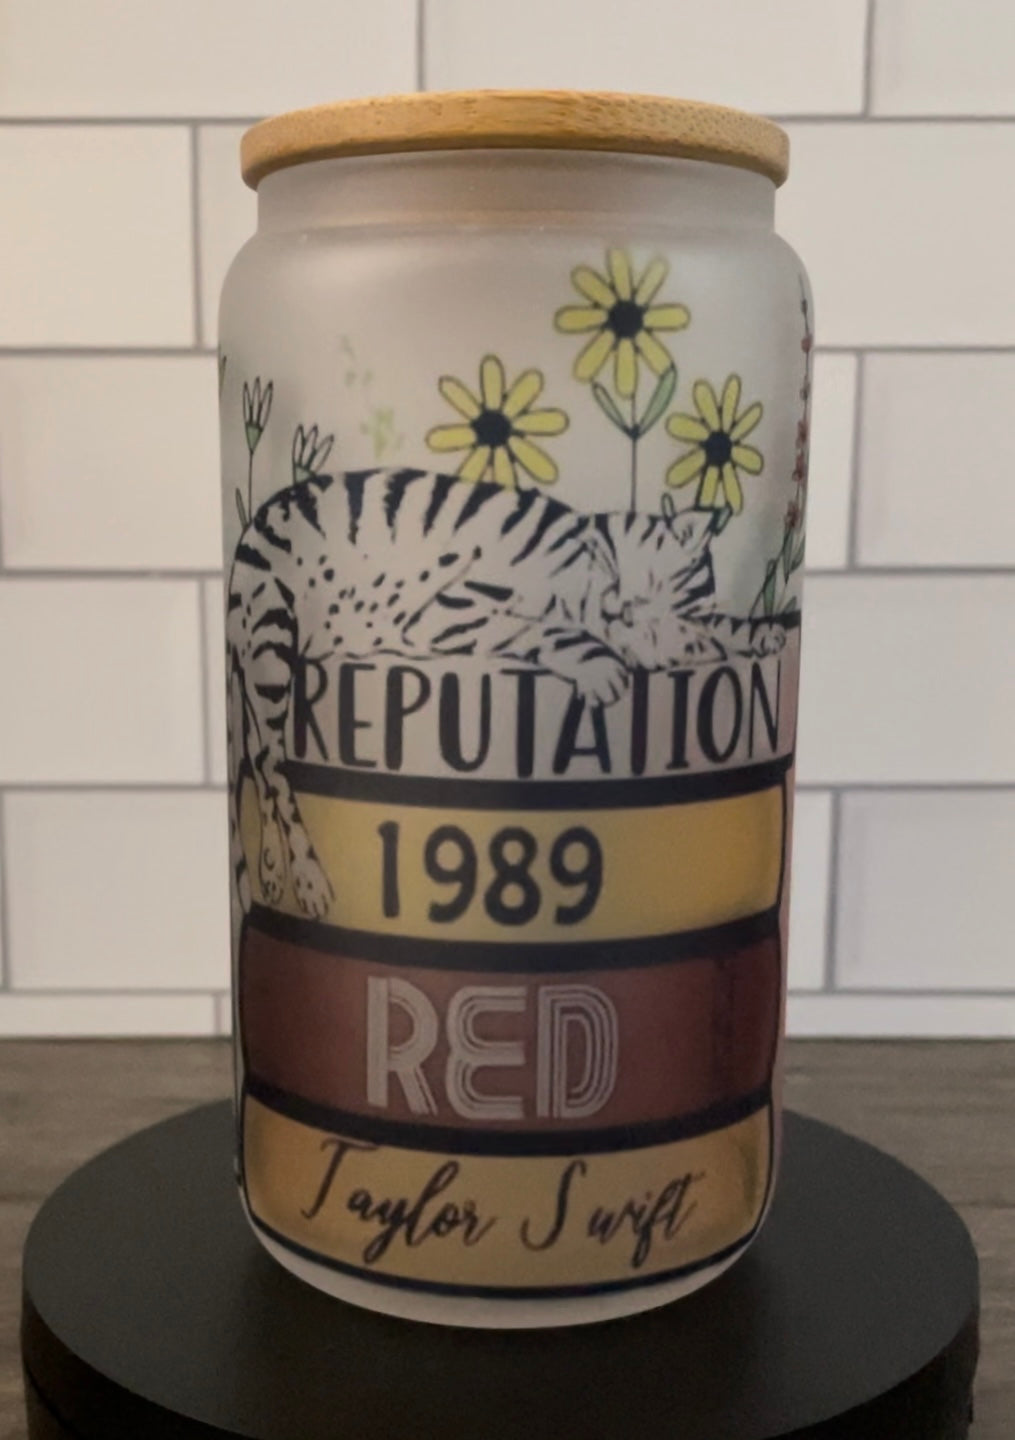 REPUTATION
1989
RED
Taylor Swift